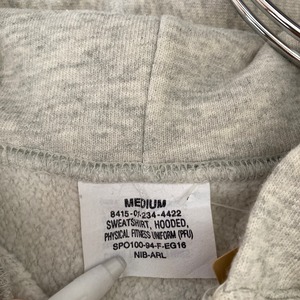 MEDIUM
8415-01-234-4422
SWEATSHIRT, HOODED,
PHYSICAL FITNESS UNIFORM (PFU)
SPO100-94-F-EG16
NIB-ARL